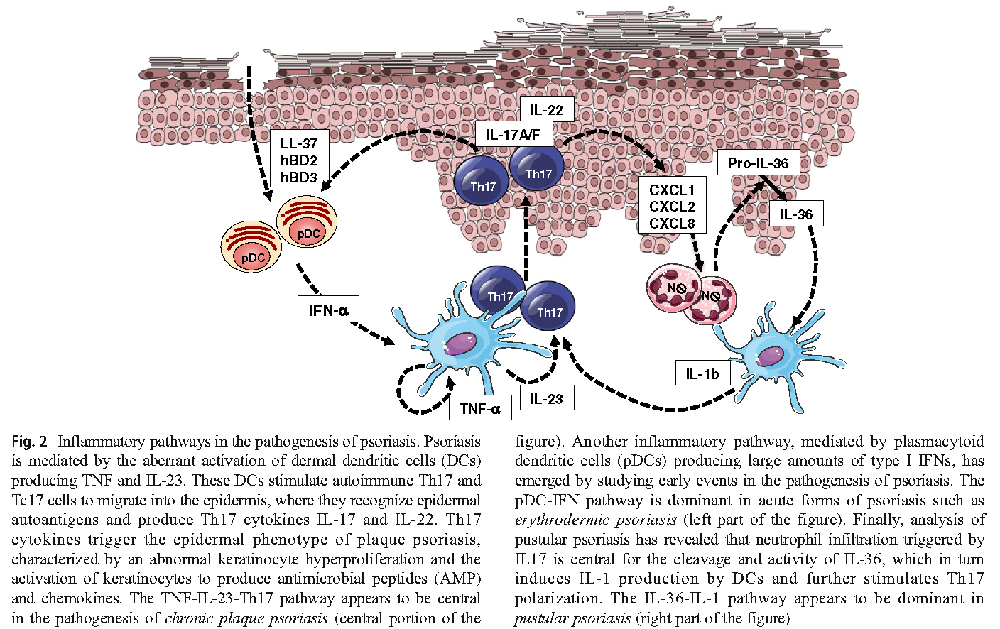 IL-22
IL-17A/F
LL-37
hBD2
hBD3
Th17
Th17
Pro-IL-36
CXCL1
CXCL2
CXCL8
IL-36
pDC
pDC
IFN-α
Th17
Th17
N
N
IL-1b
IL-23
TNF-α
Fig. 2 Inflammatory pathways in the pathogenesis of psoriasis. Psoriasis
is mediated by the aberrant activation of dermal dendritic cells (DCs)
producing TNF and IL-23. These DCs stimulate autoimmune Th17 and
Tc17 cells to migrate into the epidermis, where they recognize epidermal
autoantigens and produce Th17 cytokines IL-17 and IL-22. Th17
cytokines trigger the epidermal phenotype of plaque psoriasis,
characterized by an abnormal keratinocyte hyperproliferation and the
activation of keratinocytes to produce antimicrobial peptides (AMP)
and chemokines. The TNF-IL-23-Th17 pathway appears to be central
in the pathogenesis of chronic plaque psoriasis (central portion of the
figure). Another inflammatory pathway, mediated by plasmacytoid
dendritic cells (pDCs) producing large amounts of type I IFNs, has
emerged by studying early events in the pathogenesis of psoriasis. The
pDC-IFN pathway is dominant in acute forms of psoriasis such as
erythrodermic psoriasis (left part of the figure). Finally, analysis of
pustular psoriasis has revealed that neutrophil infiltration triggered by
IL17 is central for the cleavage and activity of IL-36, which in turn
induces IL-1 production by DCs and further stimulates Th17
polarization. The IL-36-IL-1 pathway appears to be dominant in
pustular psoriasis (right part of the figure)